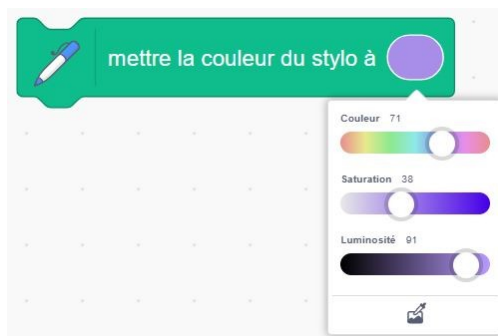 mettre la couleur du stylo à
Couleur 71
Saturation 38
Luminosité 91